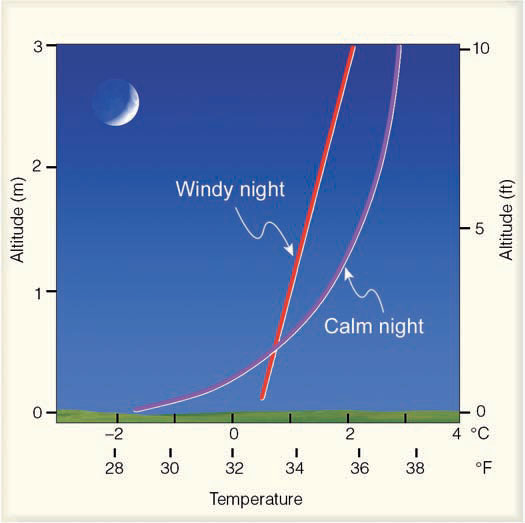 3
10
2
Windy night
Altitude (m)
Altitude (ft)
5
1
Calm night
0
0
−2
0
2
4 °C
28
30
32
34
36
38
°F
Temperature